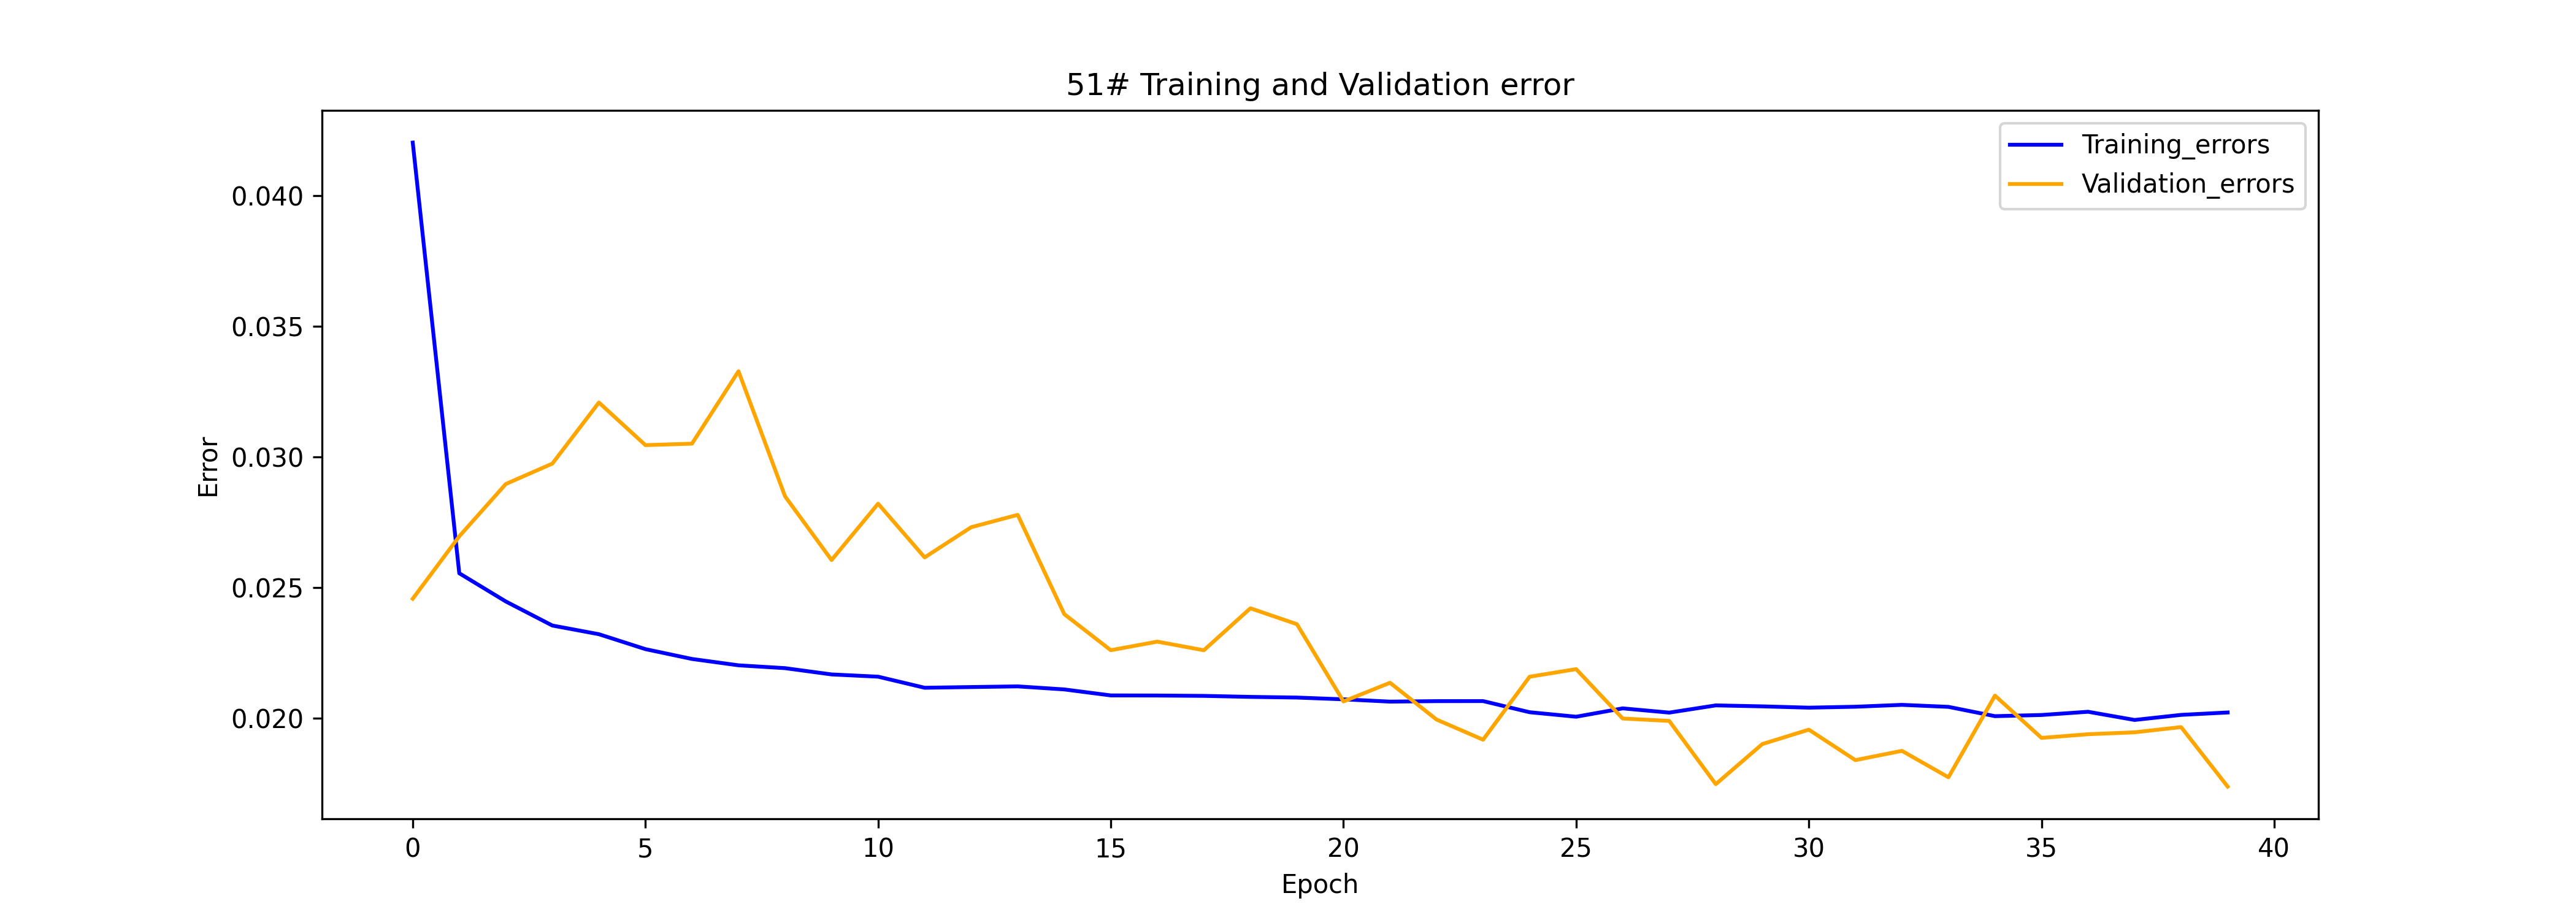 51# Training and Validation error
Training_errors
Validation_errors
0.040
0.035
0.030
0.025
0.020
Error
0 5 10 15 20 25 30 35 40
Epoch